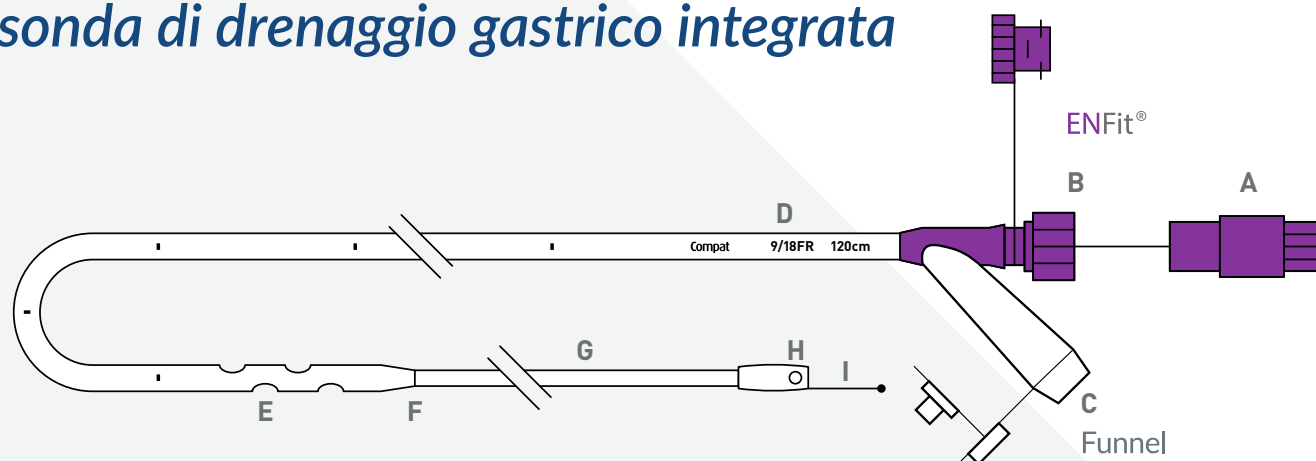 sonda di drenaggio gastrico integrata
ENFit®
B
A
D
Compat 9/18FR 120cm
G
H
I
E
F
C
Funnel